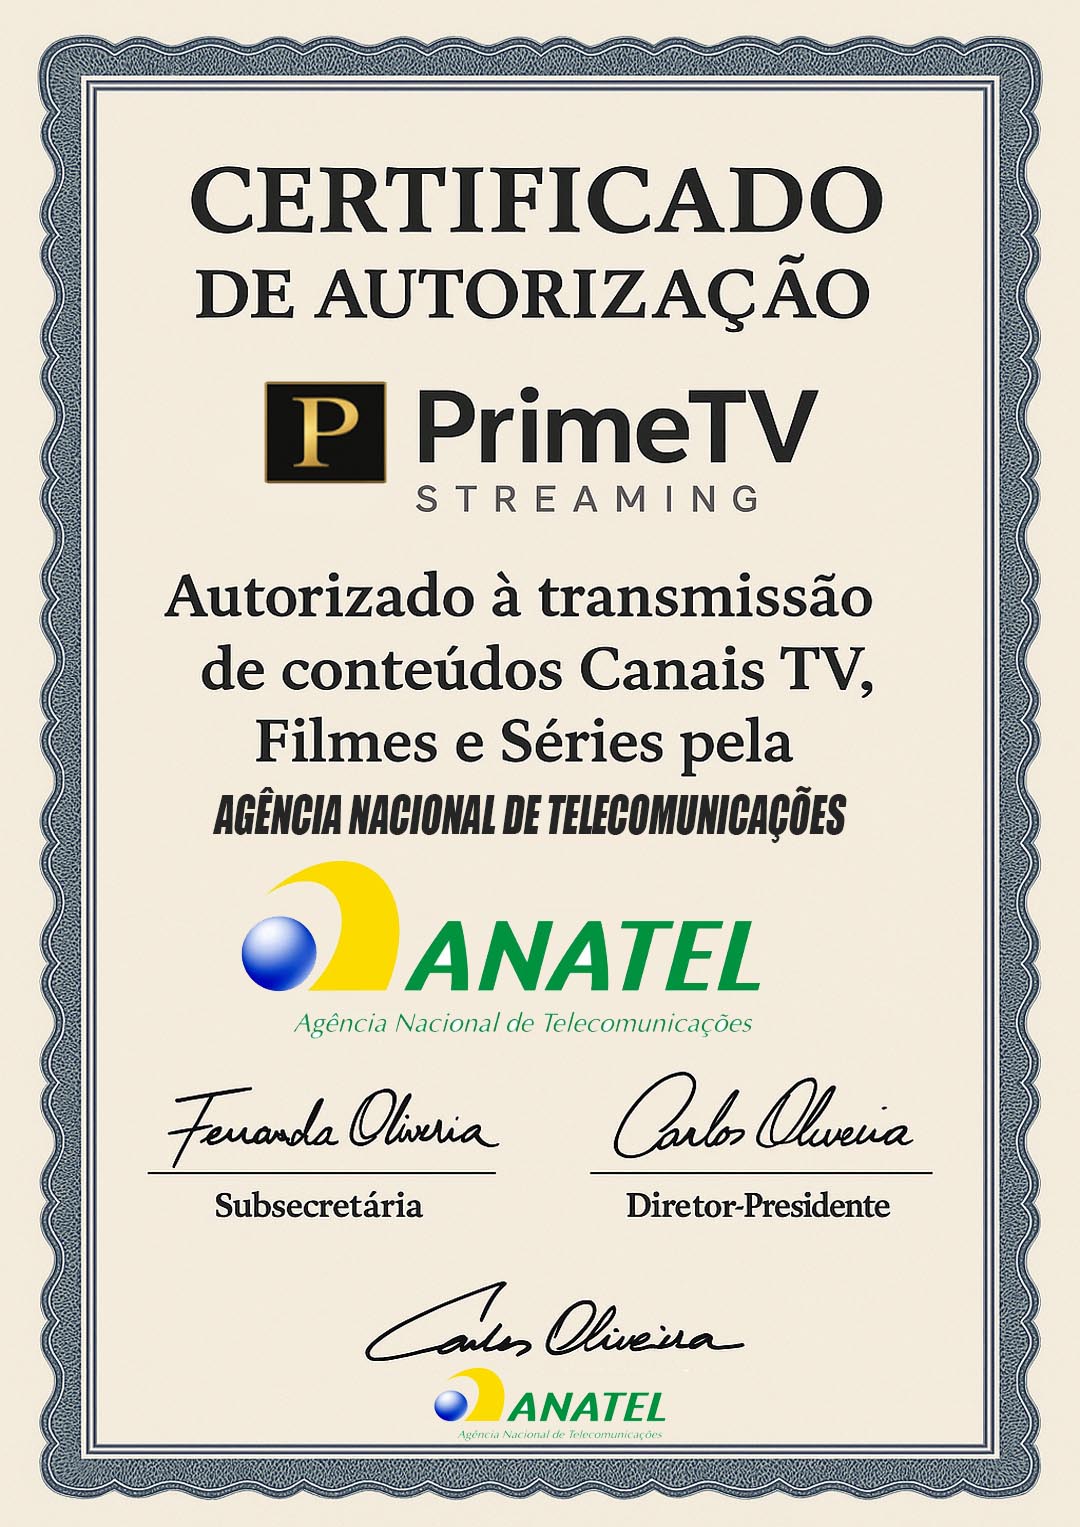 CERTIFICADO
DE AUTORIZAÇÃO
P PrimeTV
STREAMING
Autorizado à transmissão
de conteúdos Canais TV,
Filmes e Séries pela
AGÊNCIA NACIONAL DE TELECOMUNICAÇÕES
ANATEL
Agência Nacional de Telecomunicações
Fernanda Oliveria Carlos Oliveira
Subsecretária Diretor-Presidente
Carlos Oliveira
ANATEL
Agência Nacional de Telecomunicações